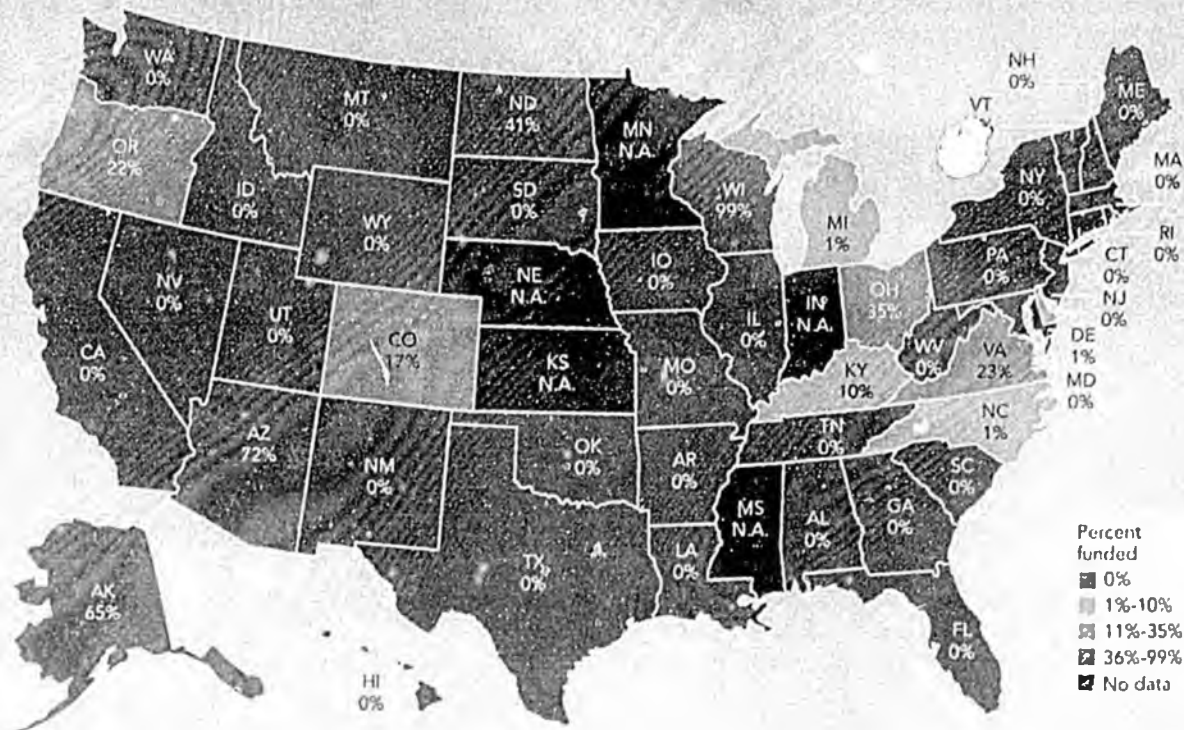 WA
0%
OR
22%
CA
0%
NV
0%
ID
0%
MT
0%
WY
0%
UT
0%
CO
17%
AZ
72%
NM
0%
ND
41%
SD
0%
NE
N.A.
KS
N.A.
OK
0%
TX
0%
MN
N.A.
IO
0%
MO
0%
AR
0%
LA
0%
WI
99%
IL
0%
MI
1%
IN
N.A.
OH
35%
KY
10%
TN
0%
MS
N.A.
AL
0%
GA
0%
FL
0%
SC
0%
NC
1%
VA
23%
WV
0%
PA
0%
NY
0%
VT
NH
0%
ME
0%
MA
0%
RI
0%
CT
0%
NJ
0%
DE
1%
MD
0%
AK
65%
HI
0%
Percent
funded
0%
1%-10%
11%-35%
36%-99%
No data